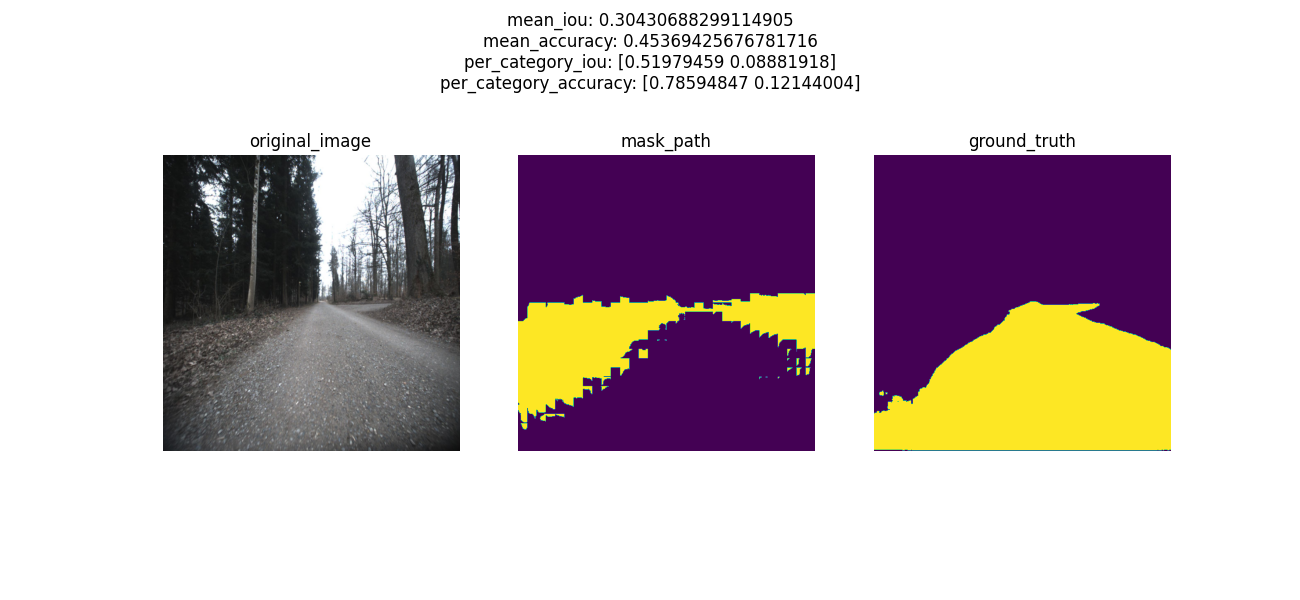 mean_iou: 0.30430688299114905
mean_accuracy: 0.45369425676781716
per_category_iou: [0.51979459 0.08881918]
per_category_accuracy: [0.78594847 0.12144004]
original_image
mask_path
ground_truth